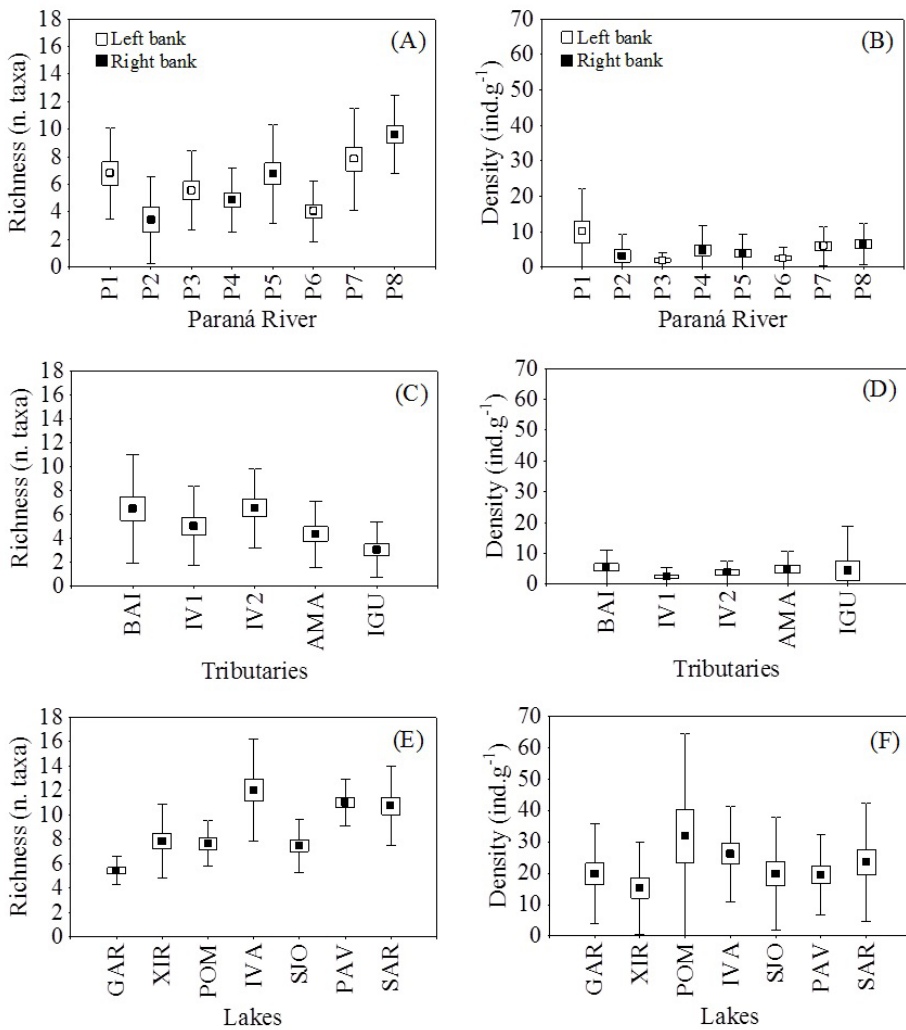 (A)
Left bank
Right bank
Richness (n. taxa)
18
16
14
12
10
8
6
4
2
0
P1 P2 P3 P4 P5 P6 P7 P8
Paraná River
(B)
Left bank
Right bank
Density (ind.g⁻¹)
70
60
50
40
30
20
10
0
P1 P2 P3 P4 P5 P6 P7 P8
Paraná River
(C)
Richness (n. taxa)
18
16
14
12
10
8
6
4
2
0
BAI IV1 IV2 AMA IGU
Tributaries
(D)
Density (ind.g⁻¹)
70
60
50
40
30
20
10
0
BAI IV1 IV2 AMA IGU
Tributaries
(E)
Richness (n. taxa)
18
16
14
12
10
8
6
4
2
0
GAR XIR POM IVA SJO PAV SAR
Lakes
(F)
Density (ind.g⁻¹)
70
60
50
40
30
20
10
0
GAR XIR POM IVA SJO PAV SAR
Lakes